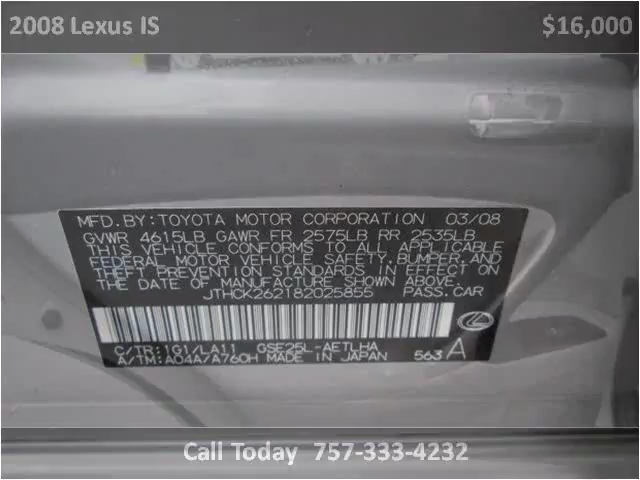 2008 Lexus IS
$16,000
MFD. BY: TOYOTA MOTOR CORPORATION 03/08
GVWR 4615LB GAWR FR 2575LB RR 2535LB
THIS VEHICLE CONFORMS TO ALL APPLICABLE
FEDERAL MOTOR VEHICLE SAFETY, BUMPER, AND
THEFT PREVENTION STANDARDS IN EFFECT ON
THE DATE OF MANUFACTURE SHOWN ABOVE.
JTHCK262182025855 PASS. CAR
C/TR: 1G1/LA11 GSE25L-AETLHA
A/TM: A04A/A760H MADE IN JAPAN 563 A
Call Today 757-333-4232